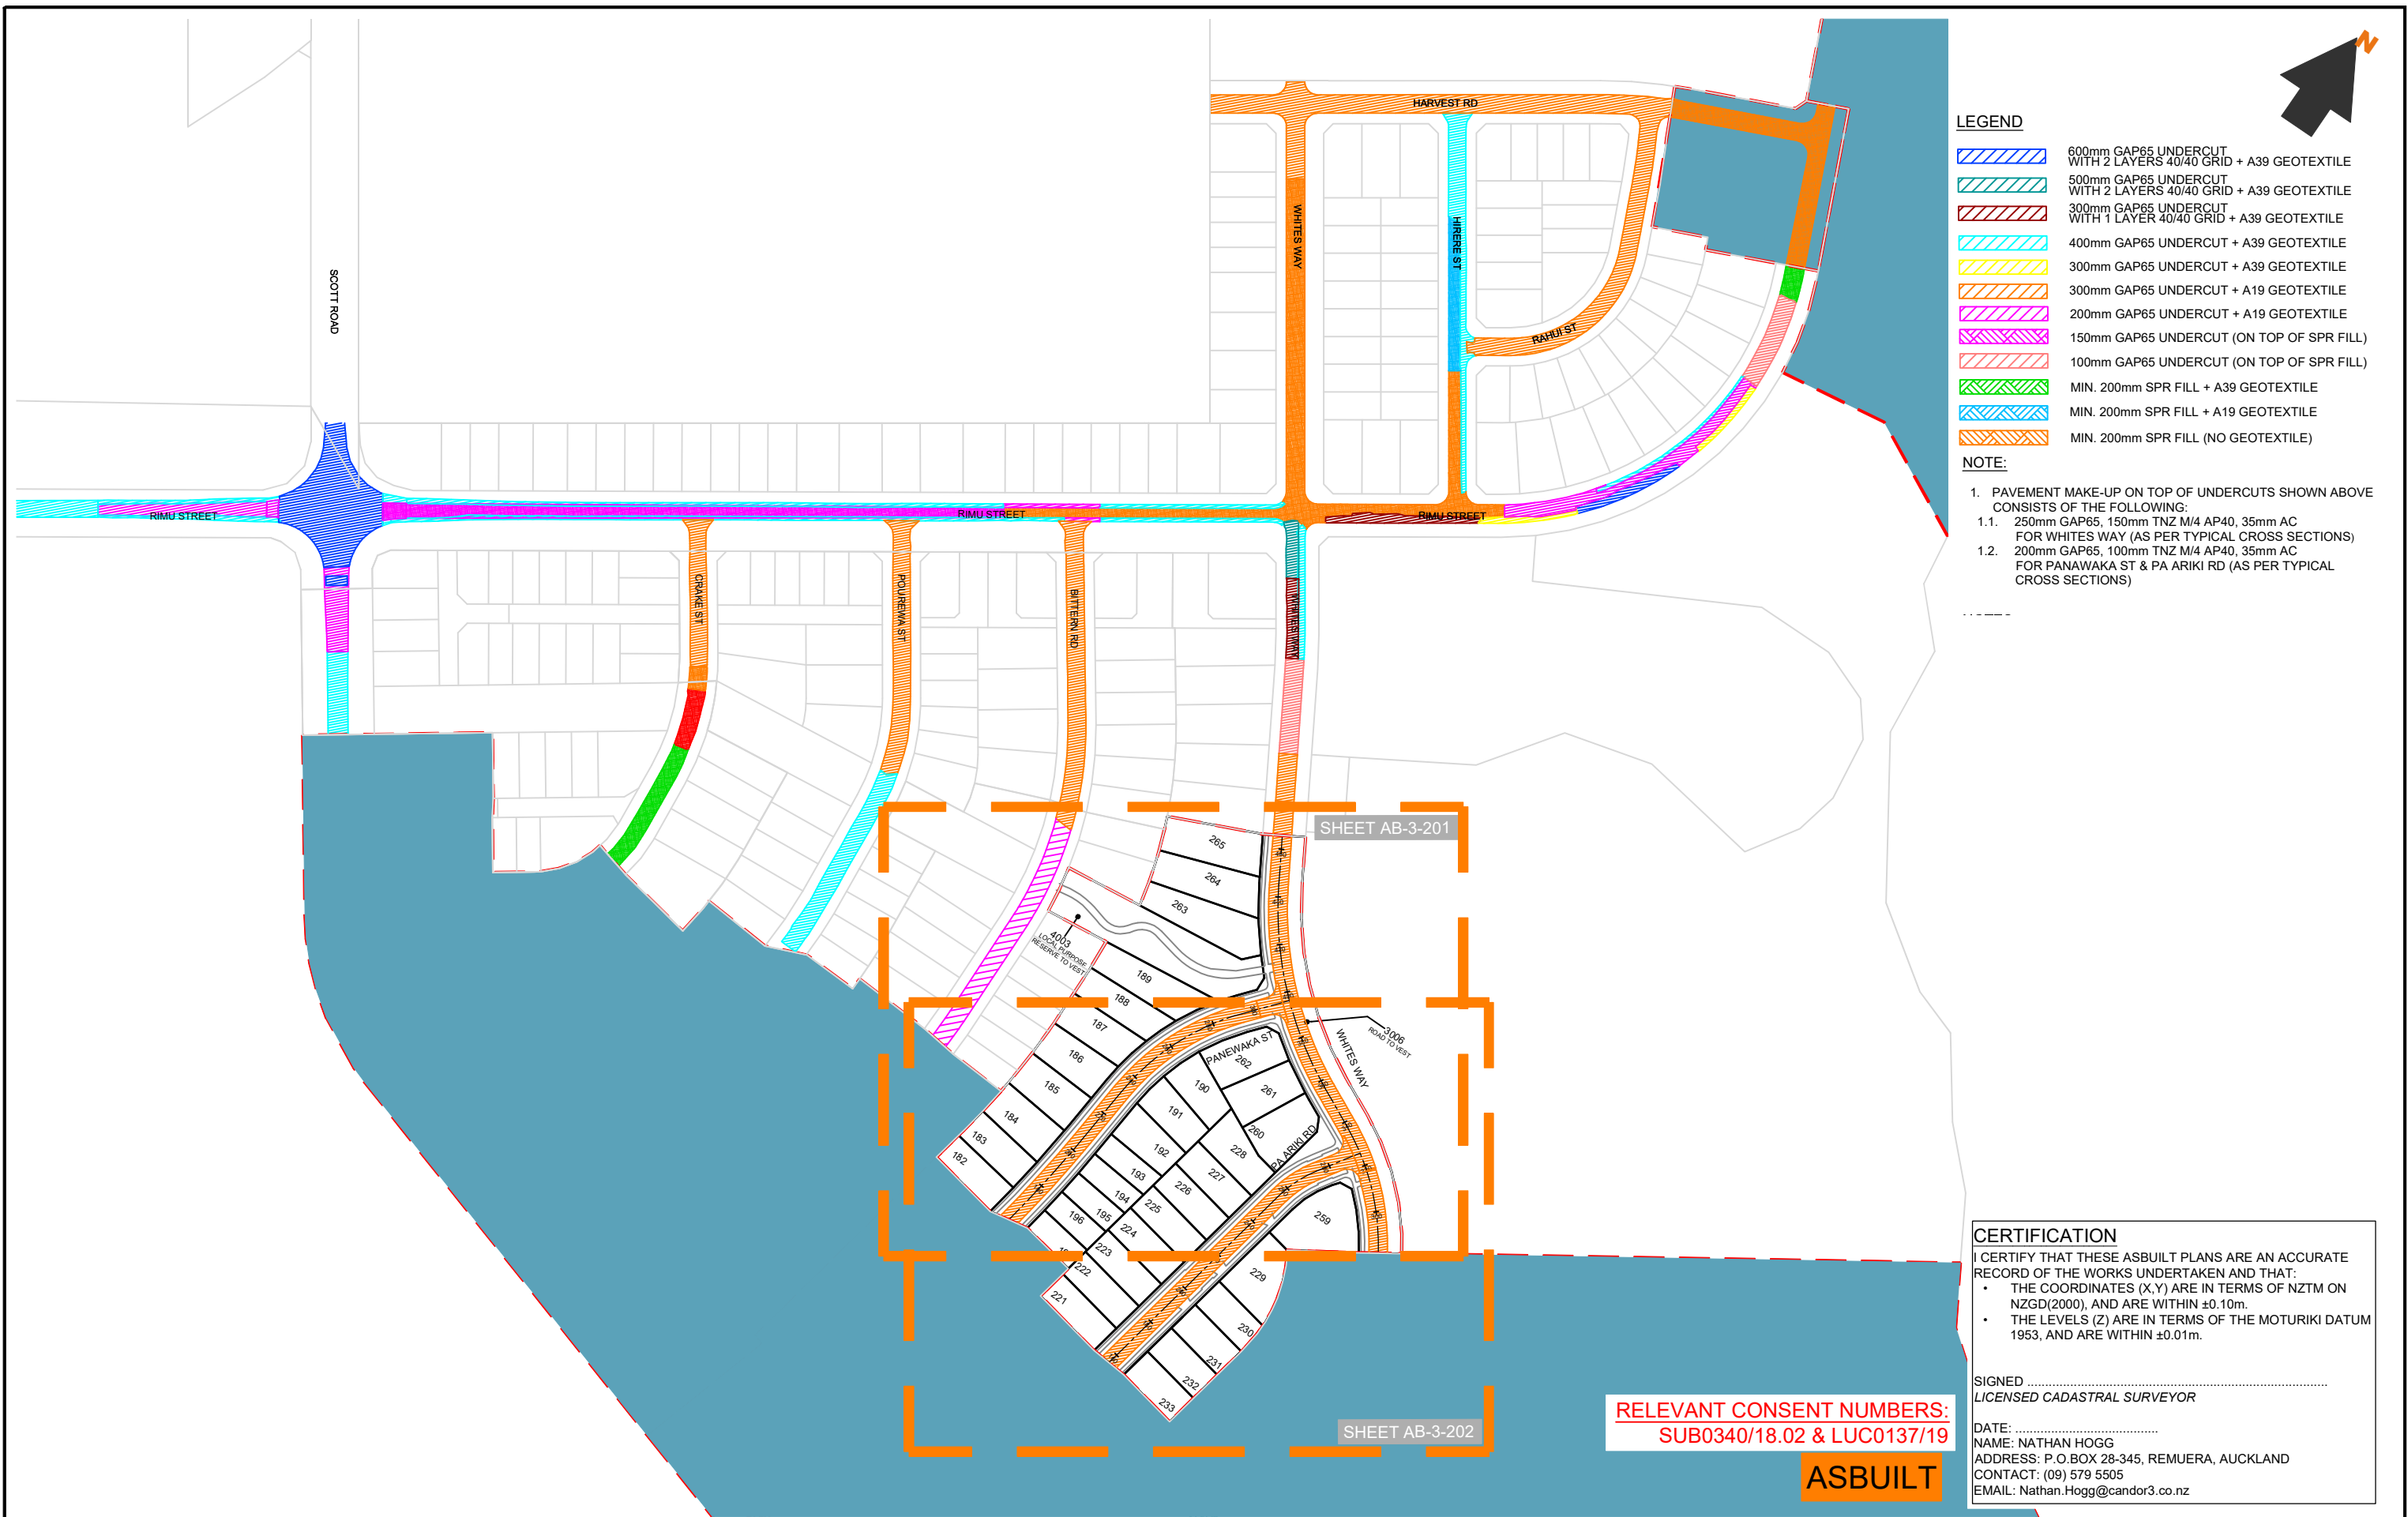 N
HARVEST RD
WHITES WAY
HIRERE ST
RAHUI ST
SCOTT ROAD
RIMU STREET
RIMU STREET
RIMU STREET
CRAKE ST
POUREWA ST
BITTERN RD
WHITES WAY
LEGEND
600mm GAP65 UNDERCUT
WITH 2 LAYERS 40/40 GRID + A39 GEOTEXTILE
500mm GAP65 UNDERCUT
WITH 2 LAYERS 40/40 GRID + A39 GEOTEXTILE
300mm GAP65 UNDERCUT
WITH 1 LAYER 40/40 GRID + A39 GEOTEXTILE
400mm GAP65 UNDERCUT + A39 GEOTEXTILE
300mm GAP65 UNDERCUT + A39 GEOTEXTILE
300mm GAP65 UNDERCUT + A19 GEOTEXTILE
200mm GAP65 UNDERCUT + A19 GEOTEXTILE
150mm GAP65 UNDERCUT (ON TOP OF SPR FILL)
100mm GAP65 UNDERCUT (ON TOP OF SPR FILL)
MIN. 200mm SPR FILL + A39 GEOTEXTILE
MIN. 200mm SPR FILL + A19 GEOTEXTILE
MIN. 200mm SPR FILL (NO GEOTEXTILE)
NOTE:
1. PAVEMENT MAKE-UP ON TOP OF UNDERCUTS SHOWN ABOVE
CONSISTS OF THE FOLLOWING:
1.1. 250mm GAP65, 150mm TNZ M/4 AP40, 35mm AC
FOR WHITES WAY (AS PER TYPICAL CROSS SECTIONS)
1.2. 200mm GAP65, 100mm TNZ M/4 AP40, 35mm AC
FOR PANAWAKA ST & PA ARIKI RD (AS PER TYPICAL
CROSS SECTIONS)
SHEET AB-3-201
265
264
263
4003
LOCAL PURPOSE
RESERVE TO VEST
189
188
187
186
185
184
183
182
3006
ROAD TO VEST
WHITES WAY
PANEWAKA ST
262
261
260
190
191
192
193
194
195
196
228
227
226
225
224
223
222
221
PA ARIKI RD
259
229
230
231
232
233
SHEET AB-3-202
RELEVANT CONSENT NUMBERS:
SUB0340/18.02 & LUC0137/19
ASBUILT
CERTIFICATION
I CERTIFY THAT THESE ASBUILT PLANS ARE AN ACCURATE
RECORD OF THE WORKS UNDERTAKEN AND THAT:
• THE COORDINATES (X,Y) ARE IN TERMS OF NZTM ON
NZGD(2000), AND ARE WITHIN ±0.10m.
• THE LEVELS (Z) ARE IN TERMS OF THE MOTURIKI DATUM
1953, AND ARE WITHIN ±0.01m.
SIGNED ....................................................................................
LICENSED CADASTRAL SURVEYOR
DATE: ........................................
NAME: NATHAN HOGG
ADDRESS: P.O.BOX 28-345, REMUERA, AUCKLAND
CONTACT: (09) 579 5505
EMAIL: Nathan.Hogg@candor3.co.nz